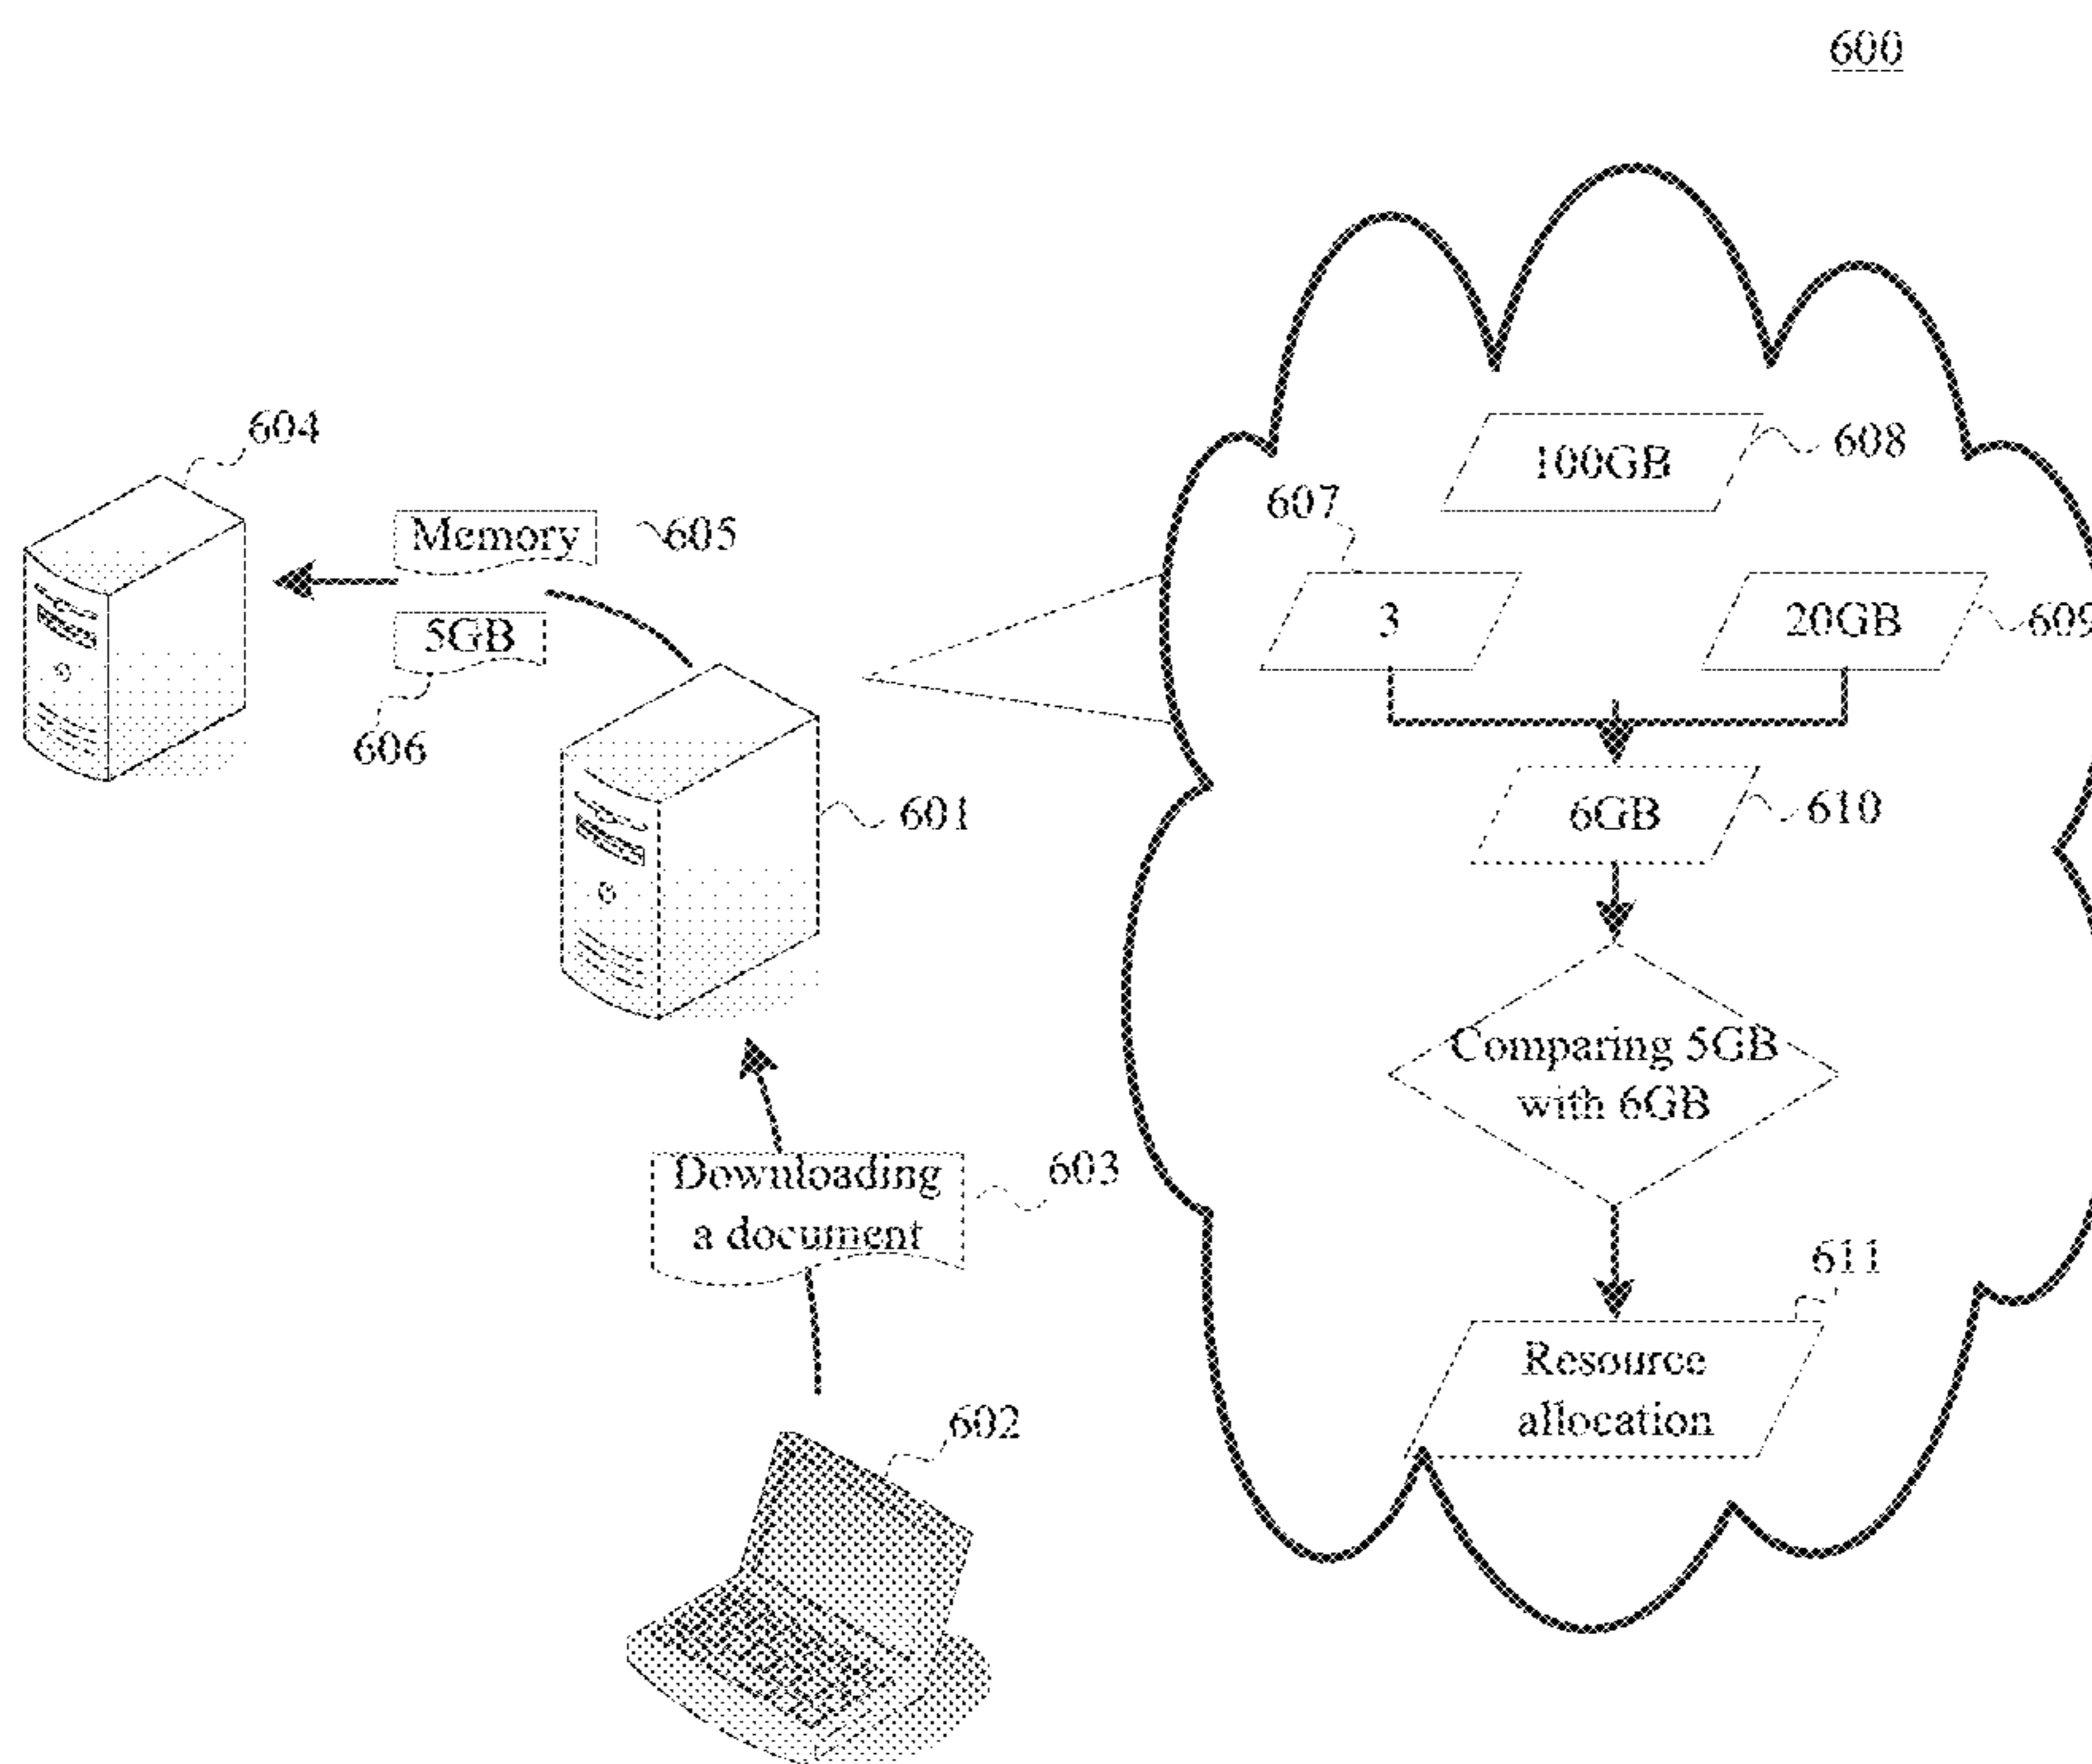 600
604
Memory
605
5GB
606
601
Downloading
a document
603
602
100GB
608
607
3
20GB
609
6GB
610
Comparing 5GB
with 6GB
611
Resource
allocation